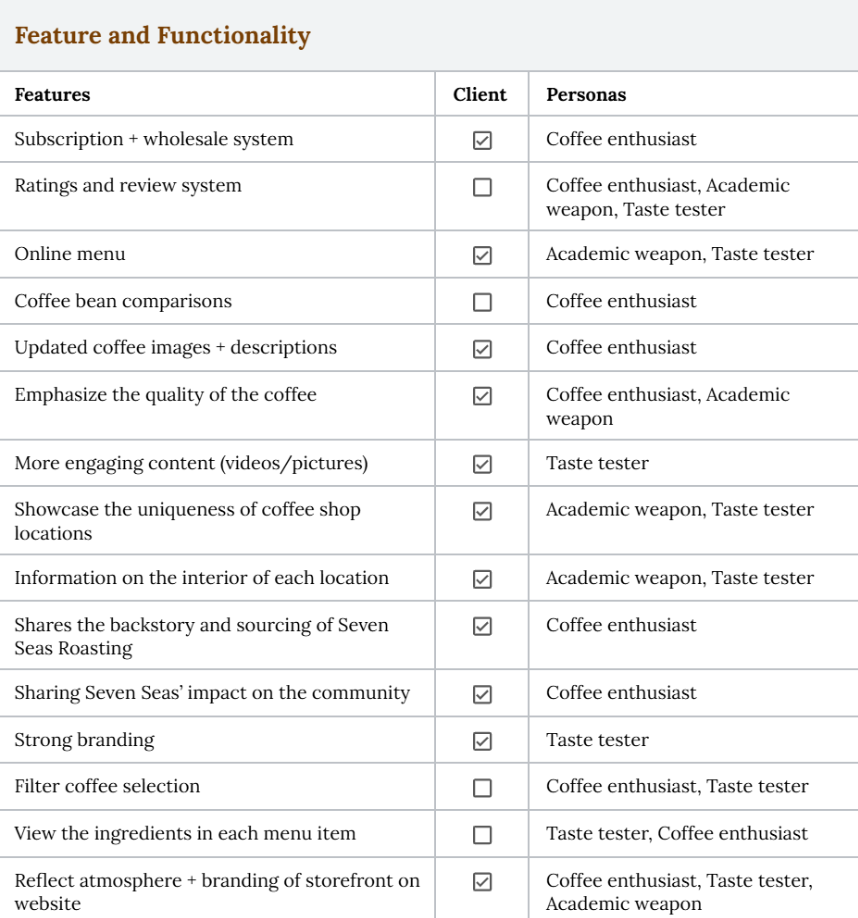 Feature and Functionality
Features Client Personas
Subscription + wholesale system Coffee enthusiast
Ratings and review system Coffee enthusiast, Academic
weapon, Taste tester
Online menu Academic weapon, Taste tester
Coffee bean comparisons Coffee enthusiast
Updated coffee images + descriptions Coffee enthusiast
Emphasize the quality of the coffee Coffee enthusiast, Academic
weapon
More engaging content (videos/pictures) Taste tester
Showcase the uniqueness of coffee shop Academic weapon, Taste tester
locations
Information on the interior of each location Academic weapon, Taste tester
Shares the backstory and sourcing of Seven Coffee enthusiast
Seas Roasting
Sharing Seven Seas’ impact on the community Coffee enthusiast
Strong branding Taste tester
Filter coffee selection Coffee enthusiast, Taste tester
View the ingredients in each menu item Taste tester, Coffee enthusiast
Reflect atmosphere + branding of storefront on Coffee enthusiast, Taste tester,
website Academic weapon